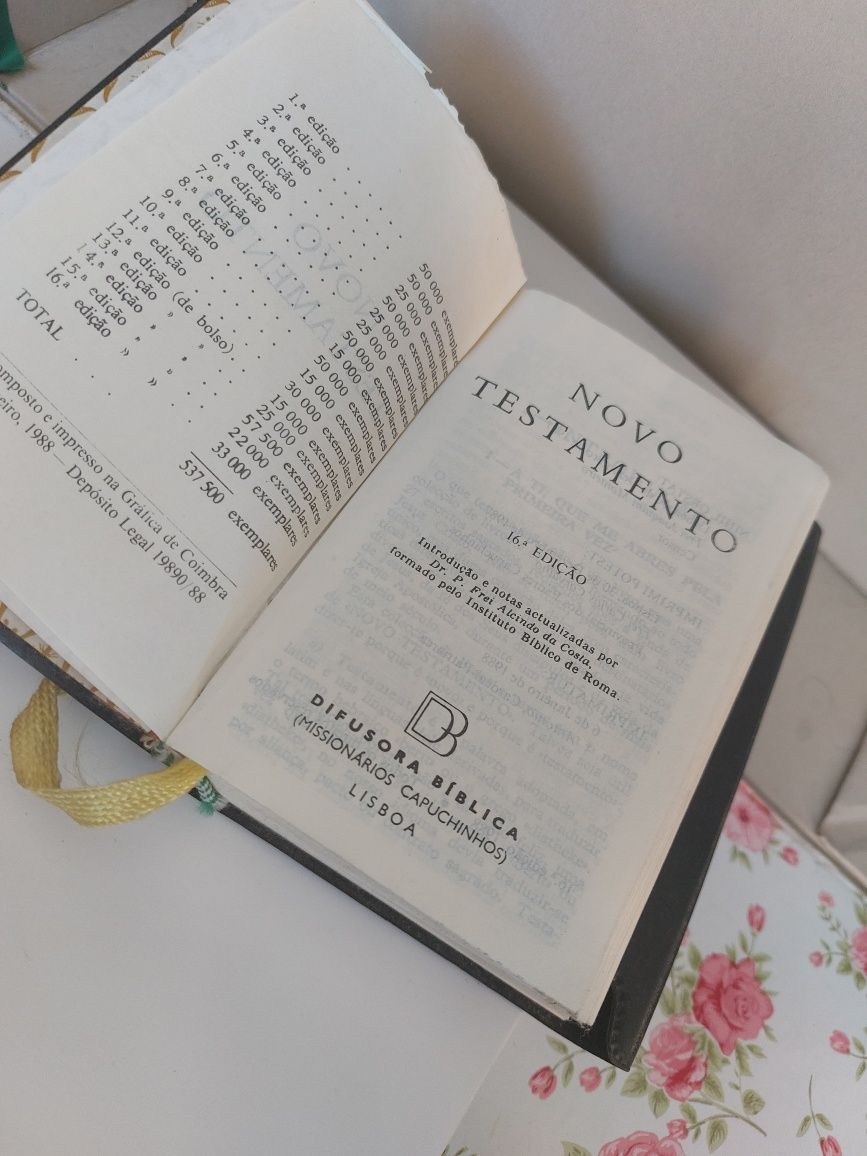 1.ª edição . . . . . . 50 000 exemplares
2.ª edição . . . . . . 50 000 exemplares
3.ª edição . . . . . . 25 000 exemplares
4.ª edição . . . . . . 50 000 exemplares
5.ª edição . . . . . . 25 000 exemplares
6.ª edição . . . . . . 25 000 exemplares
7.ª edição . . . . . . 50 000 exemplares
8.ª edição . . . . . . 15 000 exemplares
9.ª edição . . . . . . 50 000 exemplares
10.ª edição . . . . . . 15 000 exemplares
11.ª edição . . . . . . 30 000 exemplares
12.ª edição (de bolso) . . 15 000 exemplares
13.ª edição » » . . 25 000 exemplares
14.ª edição » » . . 57 500 exemplares
15.ª edição » » . . 22 000 exemplares
16.ª edição » » . . 33 000 exemplares
TOTAL . . . 537 500 exemplares
composto e impresso na Gráfica de Coimbra
1988 — Depósito Legal 19890/88
NOVO
TESTAMENTO
16.ª EDIÇÃO
Introdução e notas actualizadas por
Dr. P. Frei Alcindo da Costa,
formado pelo Instituto Bíblico de Roma.
DB
DIFUSORA BÍBLICA
(MISSIONÁRIOS CAPUCHINHOS)
LISBOA